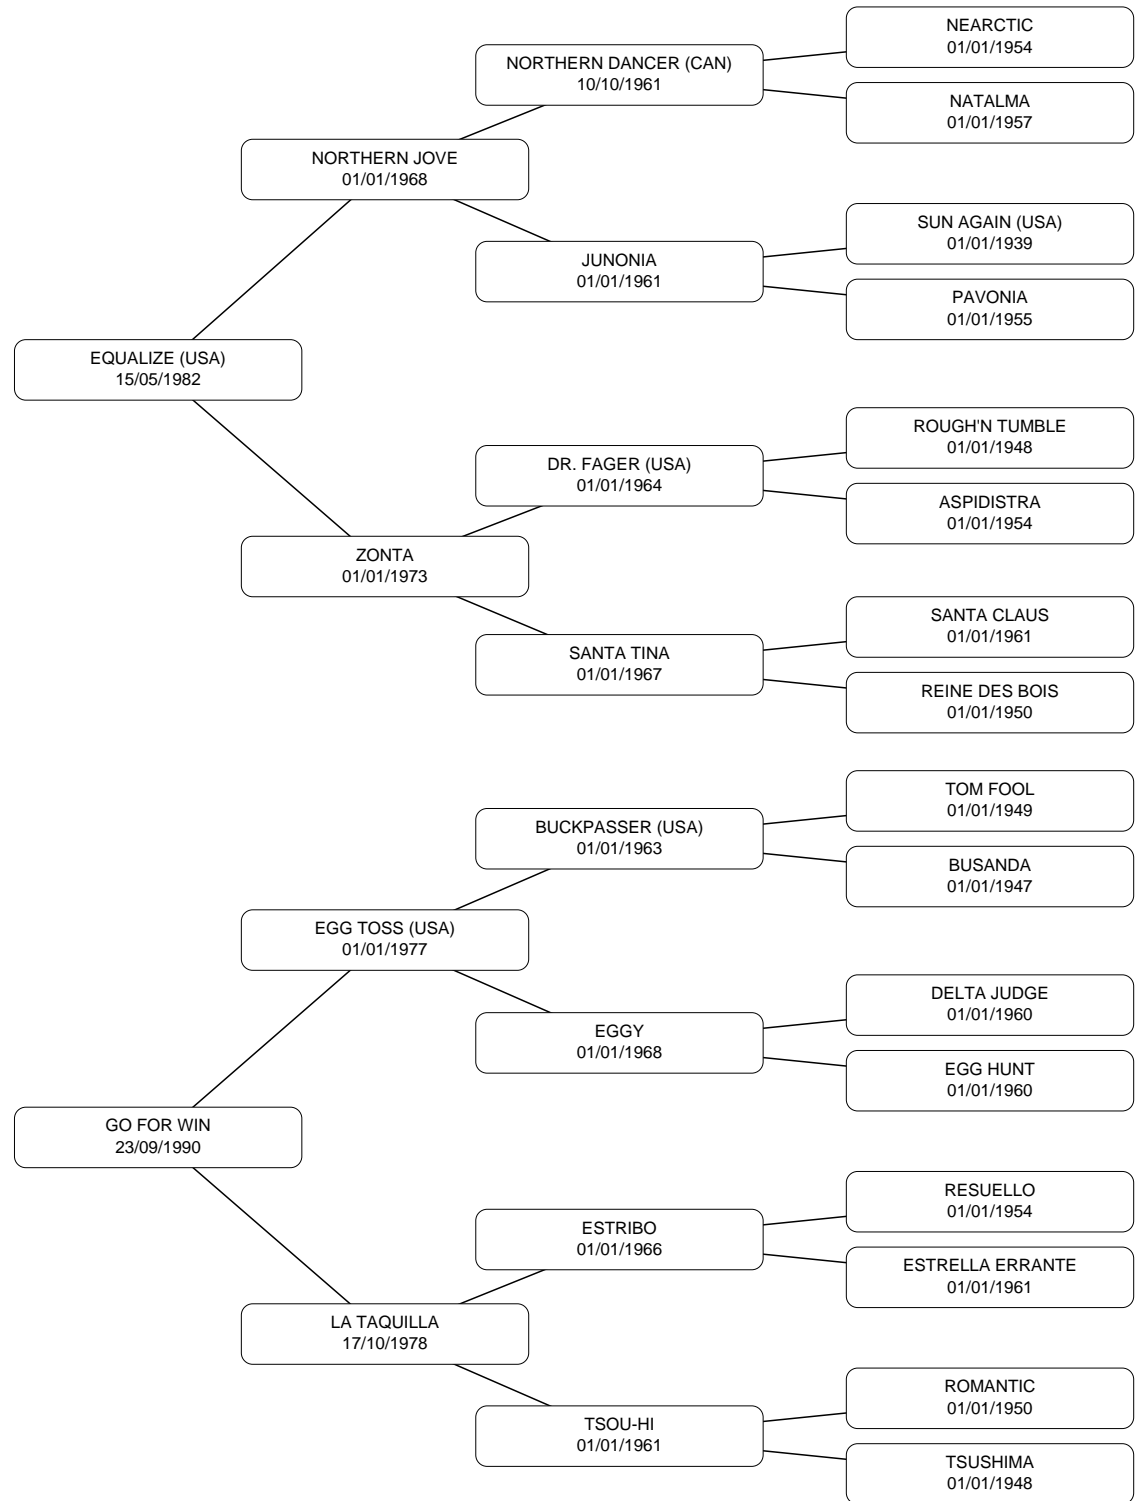 NEARCTIC
01/01/1954
NORTHERN DANCER (CAN)
10/10/1961
NATALMA
01/01/1957
NORTHERN JOVE
01/01/1968
SUN AGAIN (USA)
01/01/1939
JUNONIA
01/01/1961
PAVONIA
01/01/1955
EQUALIZE (USA)
15/05/1982
ROUGH'N TUMBLE
01/01/1948
DR. FAGER (USA)
01/01/1964
ASPIDISTRA
01/01/1954
ZONTA
01/01/1973
SANTA CLAUS
01/01/1961
SANTA TINA
01/01/1967
REINE DES BOIS
01/01/1950
TOM FOOL
01/01/1949
BUCKPASSER (USA)
01/01/1963
BUSANDA
01/01/1947
EGG TOSS (USA)
01/01/1977
DELTA JUDGE
01/01/1960
EGGY
01/01/1968
EGG HUNT
01/01/1960
GO FOR WIN
23/09/1990
RESUELLO
01/01/1954
ESTRIBO
01/01/1966
ESTRELLA ERRANTE
01/01/1961
LA TAQUILLA
17/10/1978
ROMANTIC
01/01/1950
TSOU-HI
01/01/1961
TSUSHIMA
01/01/1948